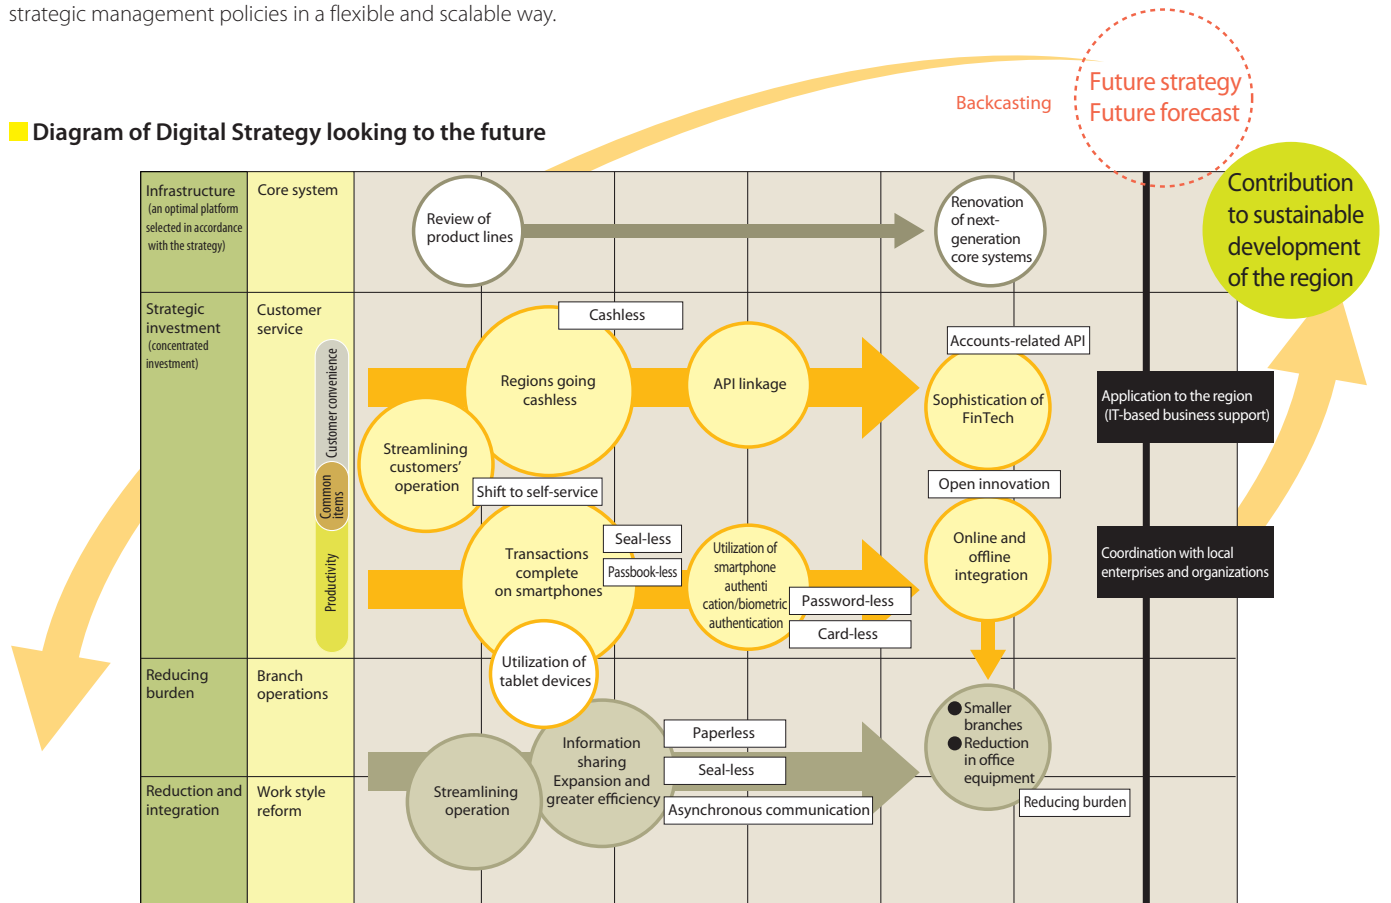 strategic management policies in a flexible and scalable way.
Future strategy
Future forecast
Backcasting
Diagram of Digital Strategy looking to the future
Contribution
to sustainable
development
of the region
Infrastructure
(an optimal platform
selected in accordance
with the strategy)
Core system
Review of
product lines
Renovation
of next-
generation
core systems
Strategic
investment
(concentrated
investment)
Customer
service
Customer convenience
Common
items
Productivity
Cashless
Regions going
cashless
API linkage
Accounts-related API
Sophistication of
FinTech
Application to the region
(IT-based business support)
Streamlining
customers’
operation
Shift to self-service
Open innovation
Transactions
complete
on smartphones
Seal-less
Passbook-less
Utilization of
smartphone
authenti
cation/biometric
authentication
Password-less
Card-less
Online and
offline
integration
Coordination with local
enterprises and organizations
Reducing
burden
Branch
operations
Utilization of
tablet devices
Information
sharing
Expansion and
greater efficiency
Paperless
Seal-less
Asynchronous communication
Smaller
branches
Reduction
in office
equipment
Reducing burden
Reduction and
integration
Work style
reform
Streamlining
operation